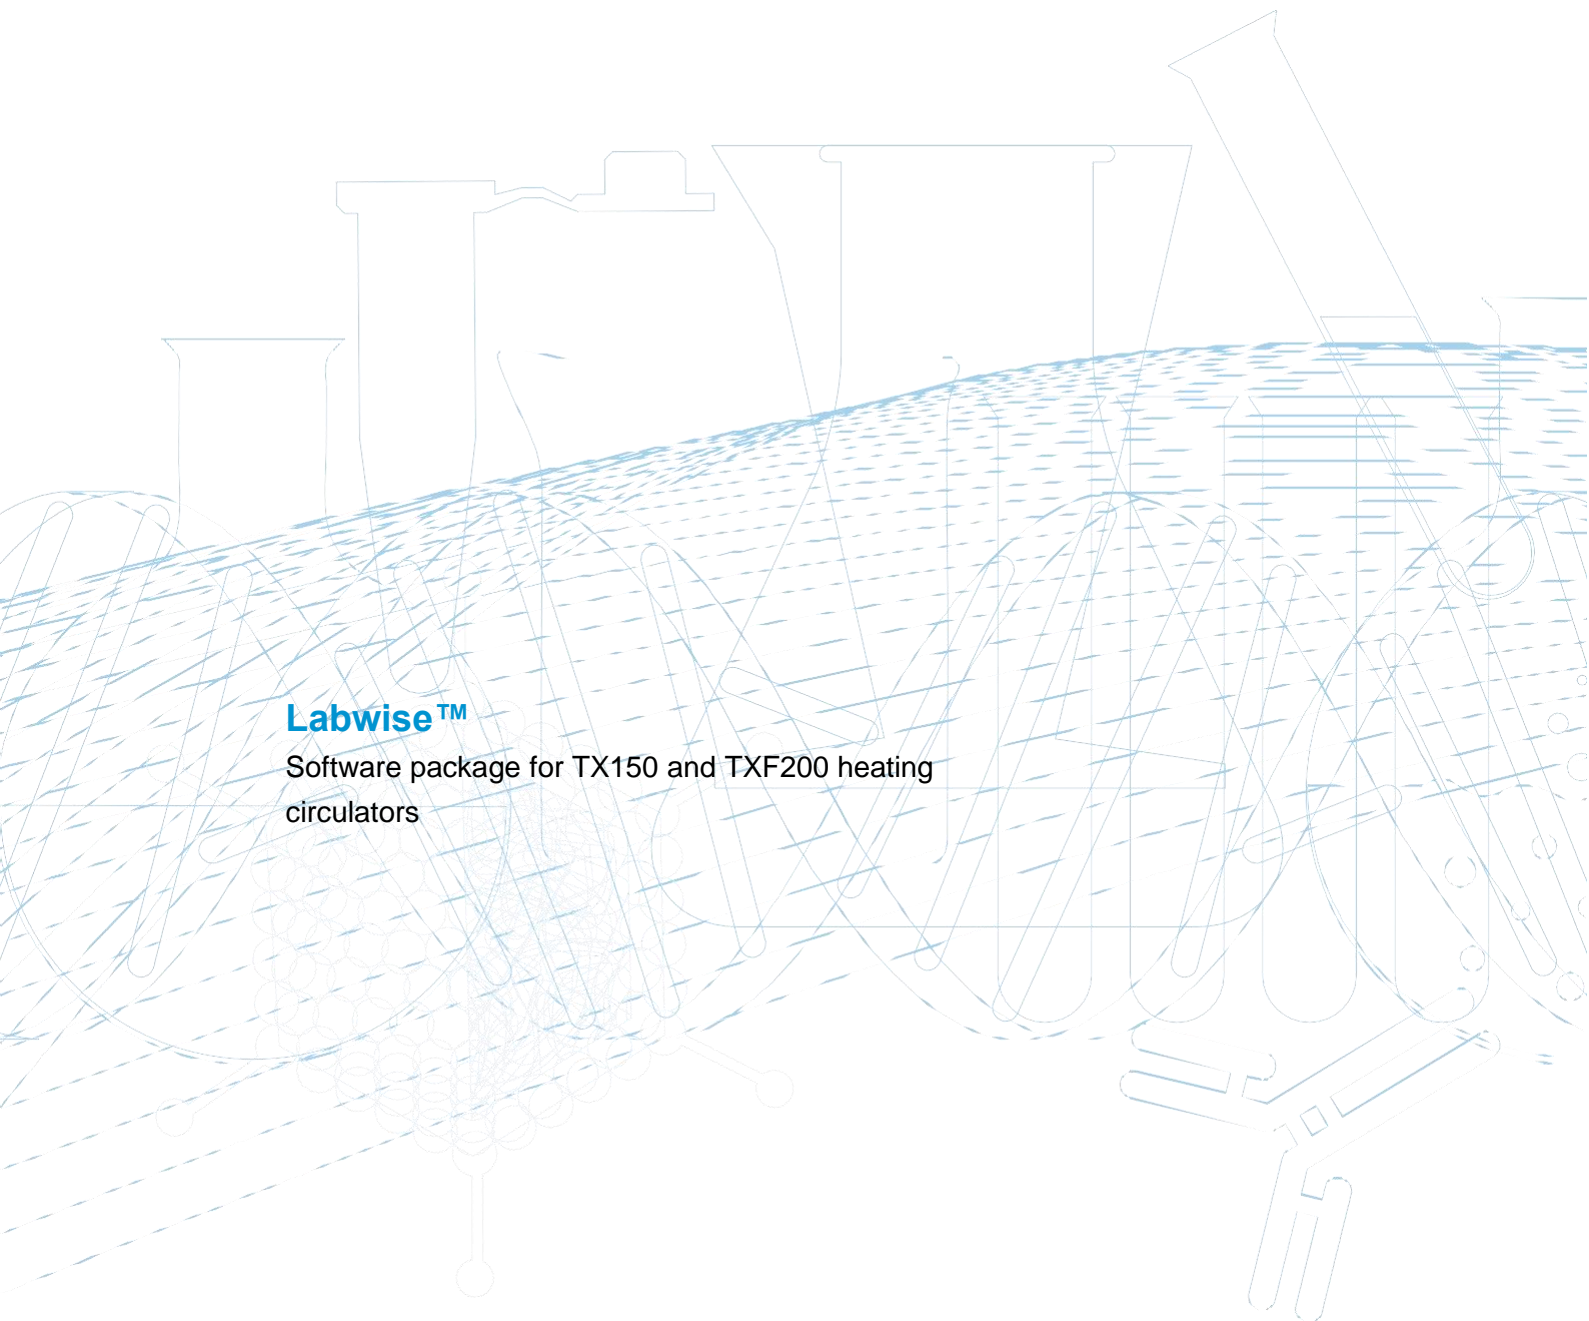 Labwise™
Software package for TX150 and TXF200 heating
circulators